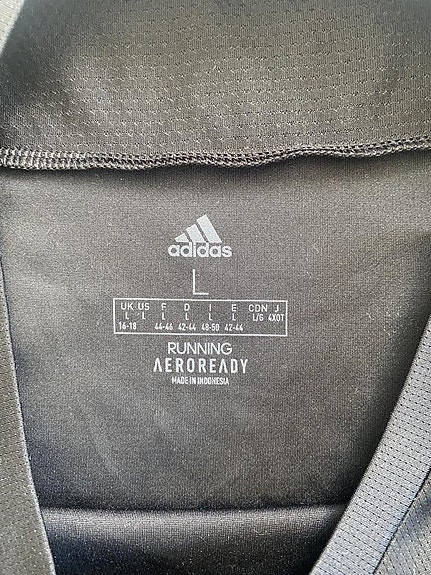 adidas
L
UK US F D I E CDN J
L L L L L L L/G 4XOT
16-18 44-46 42-44 48-50 42-44
RUNNING
AEROREADY
MADE IN INDONESIA